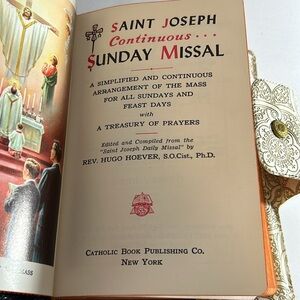 SAINT JOSEPH
Continuous...
SUNDAY MISSAL
A SIMPLIFIED AND CONTINUOUS
ARRANGEMENT OF THE MASS
FOR ALL SUNDAYS AND
FEAST DAYS
with
A TREASURY OF PRAYERS
Edited and Compiled from the
"Saint Joseph Daily Missal" by
REV. HUGO HOEVER, S.O.Cist., Ph.D.
CATHOLIC BOOK PUBLISHING CO.
NEW YORK